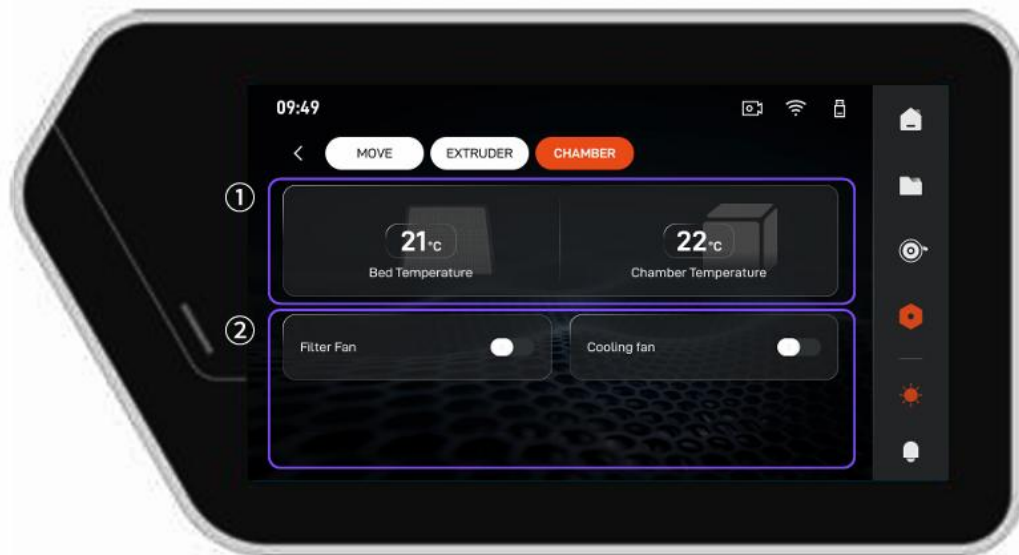 09:49
MOVE EXTRUDER CHAMBER
①
21°C 22°C
Bed Temperature Chamber Temperature
②
Filter Fan Cooling fan